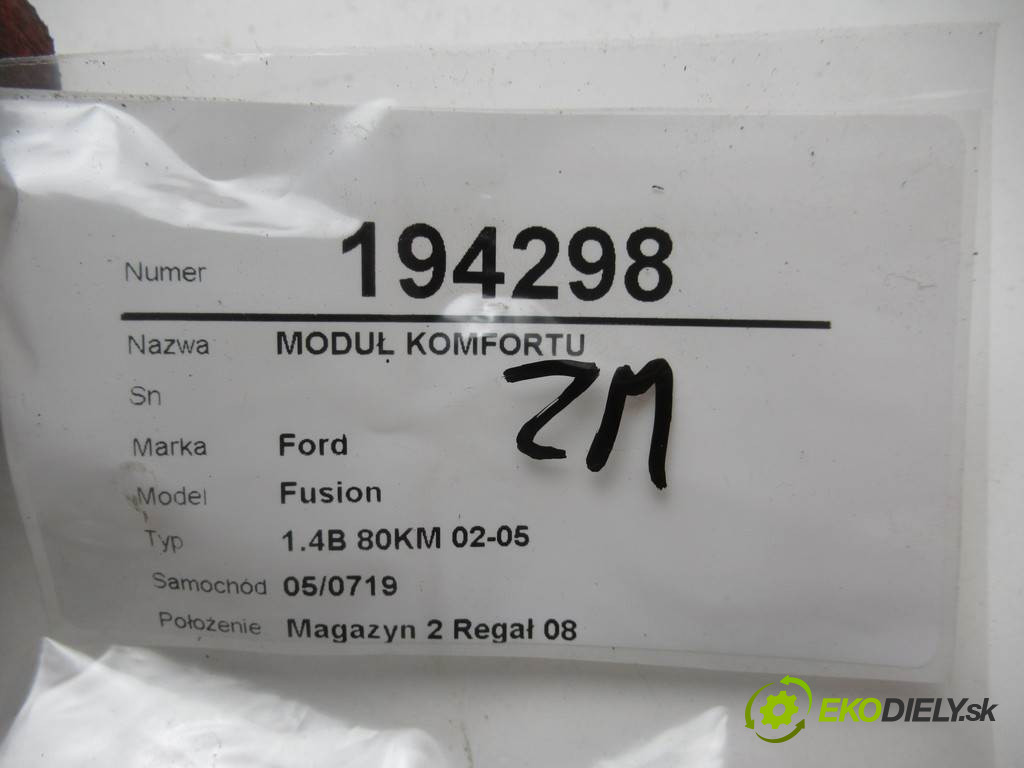 Numer 194298
Nazwa MODUŁ KOMFORTU
ZM
Sn
Marka Ford
Model Fusion
Typ 1.4B 80KM 02-05
Samochód 05/0719
Położenie Magazyn 2 Regał 08
EKODIELY.sk